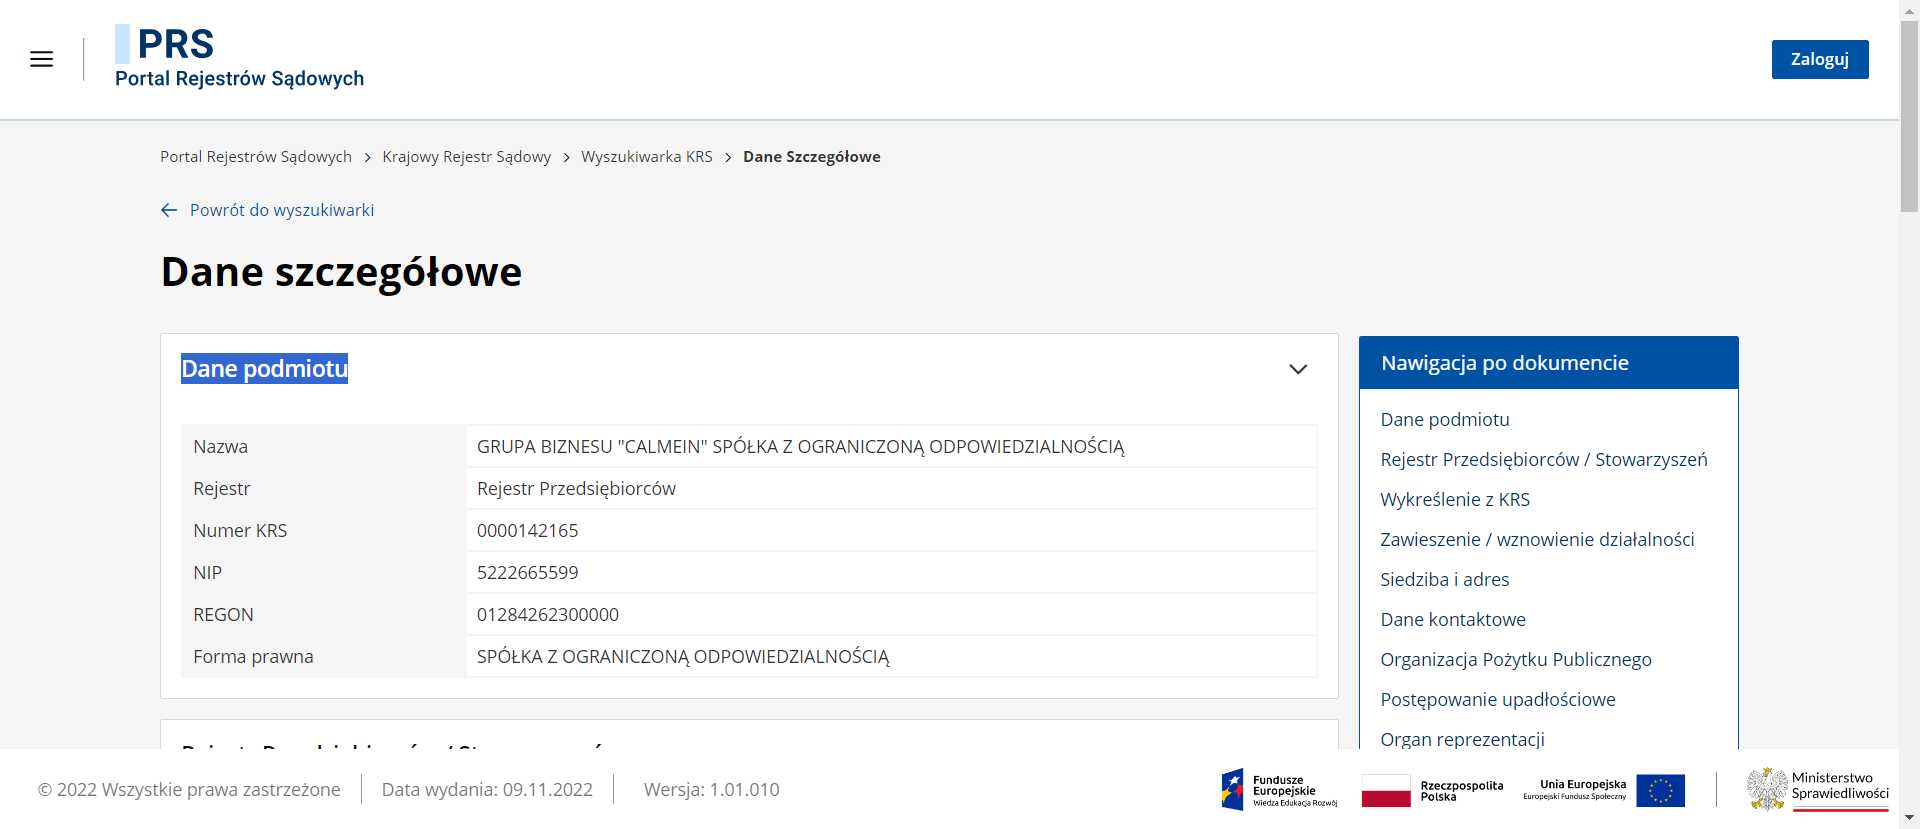 PRS
Portal Rejestrów Sądowych
Zaloguj
Portal Rejestrów Sądowych > Krajowy Rejestr Sądowy > Wyszukiwarka KRS > Dane Szczegółowe
← Powrót do wyszukiwarki
Dane szczegółowe
Dane podmiotu
Nazwa GRUPA BIZNESU "CALMEIN" SPÓŁKA Z OGRANICZONĄ ODPOWIEDZIALNOŚCIĄ
Rejestr Rejestr Przedsiębiorców
Numer KRS 0000142165
NIP 5222665599
REGON 01284262300000
Forma prawna SPÓŁKA Z OGRANICZONĄ ODPOWIEDZIALNOŚCIĄ
Nawigacja po dokumencie
Dane podmiotu
Rejestr Przedsiębiorców / Stowarzyszeń
Wykreślenie z KRS
Zawieszenie / wznowienie działalności
Siedziba i adres
Dane kontaktowe
Organizacja Pożytku Publicznego
Postępowanie upadłościowe
Organ reprezentacji
© 2022 Wszystkie prawa zastrzeżone
Data wydania: 09.11.2022
Wersja: 1.01.010
Fundusze
Europejskie
Wiedza Edukacja Rozwój
Rzeczpospolita
Polska
Unia Europejska
Europejski Fundusz Społeczny
Ministerstwo
Sprawiedliwości